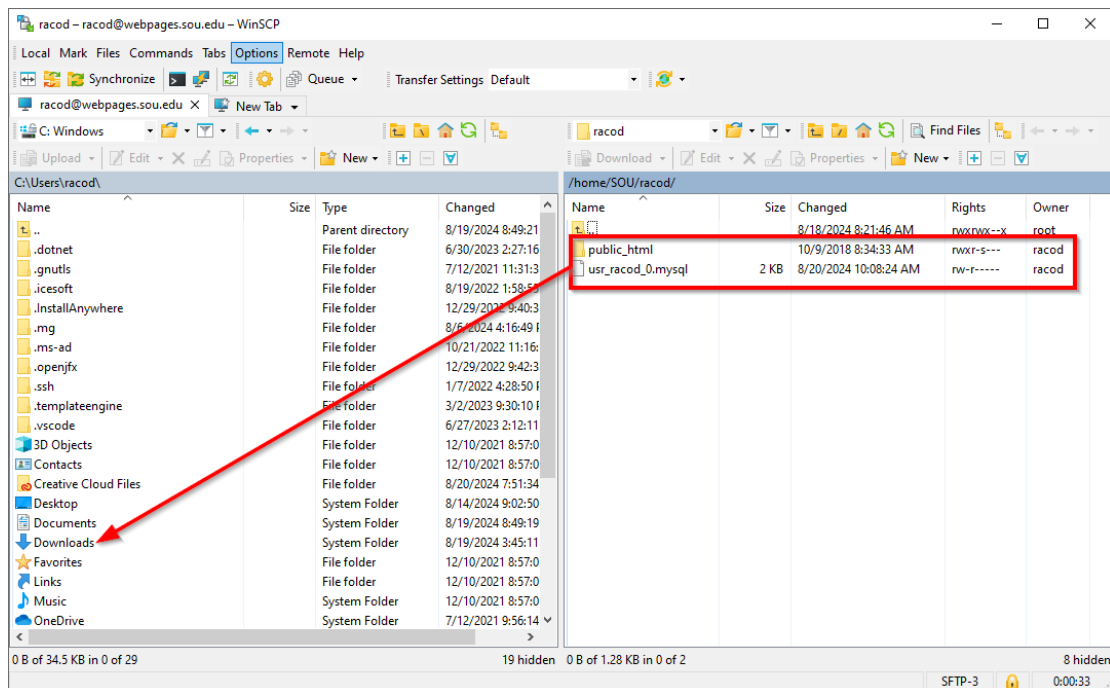 racod – racod@webpages.sou.edu – WinSCP
Local Mark Files Commands Tabs Options Remote Help
Synchronize Queue Transfer Settings Default
racod@webpages.sou.edu × New Tab
C: Windows racod Find Files
Upload Edit Properties New Download Edit Properties New
C:\Users\racod\ /home/SOU/racod/
Name Size Type Changed Name Size Changed Rights Owner
.. Parent directory 8/19/2024 8:49:21 .. 8/18/2024 8:21:46 AM rwxrwx--x root
.dotnet File folder 6/30/2023 2:27:16 public_html 10/9/2018 8:34:33 AM rwxr-s--- racod
.gnutls File folder 7/12/2021 11:31:3 usr_racod_0.mysql 2 KB 8/20/2024 10:08:24 AM rw-r----- racod
.icesoft File folder 8/19/2022 1:58:55
.InstallAnywhere File folder 12/29/2022 9:40:3
.mg File folder 8/6/2024 4:16:49 P
.ms-ad File folder 10/21/2022 11:16:
.openjfx File folder 12/29/2022 9:42:3
.ssh File folder 1/7/2022 4:28:50 P
.templateengine File folder 3/2/2023 9:30:10 P
.vscode File folder 6/27/2023 2:12:11
3D Objects File folder 12/10/2021 8:57:0
Contacts File folder 12/10/2021 8:57:0
Creative Cloud Files File folder 8/20/2024 7:51:34
Desktop System Folder 8/14/2024 9:02:50
Documents System Folder 8/19/2024 8:49:19
Downloads System Folder 8/19/2024 3:45:11
Favorites File folder 12/10/2021 8:57:0
Links File folder 12/10/2021 8:57:0
Music System Folder 12/10/2021 8:57:0
OneDrive System Folder 7/12/2021 9:56:14
0 B of 34.5 KB in 0 of 29 19 hidden 0 B of 1.28 KB in 0 of 2 8 hidden
SFTP-3 0:00:33